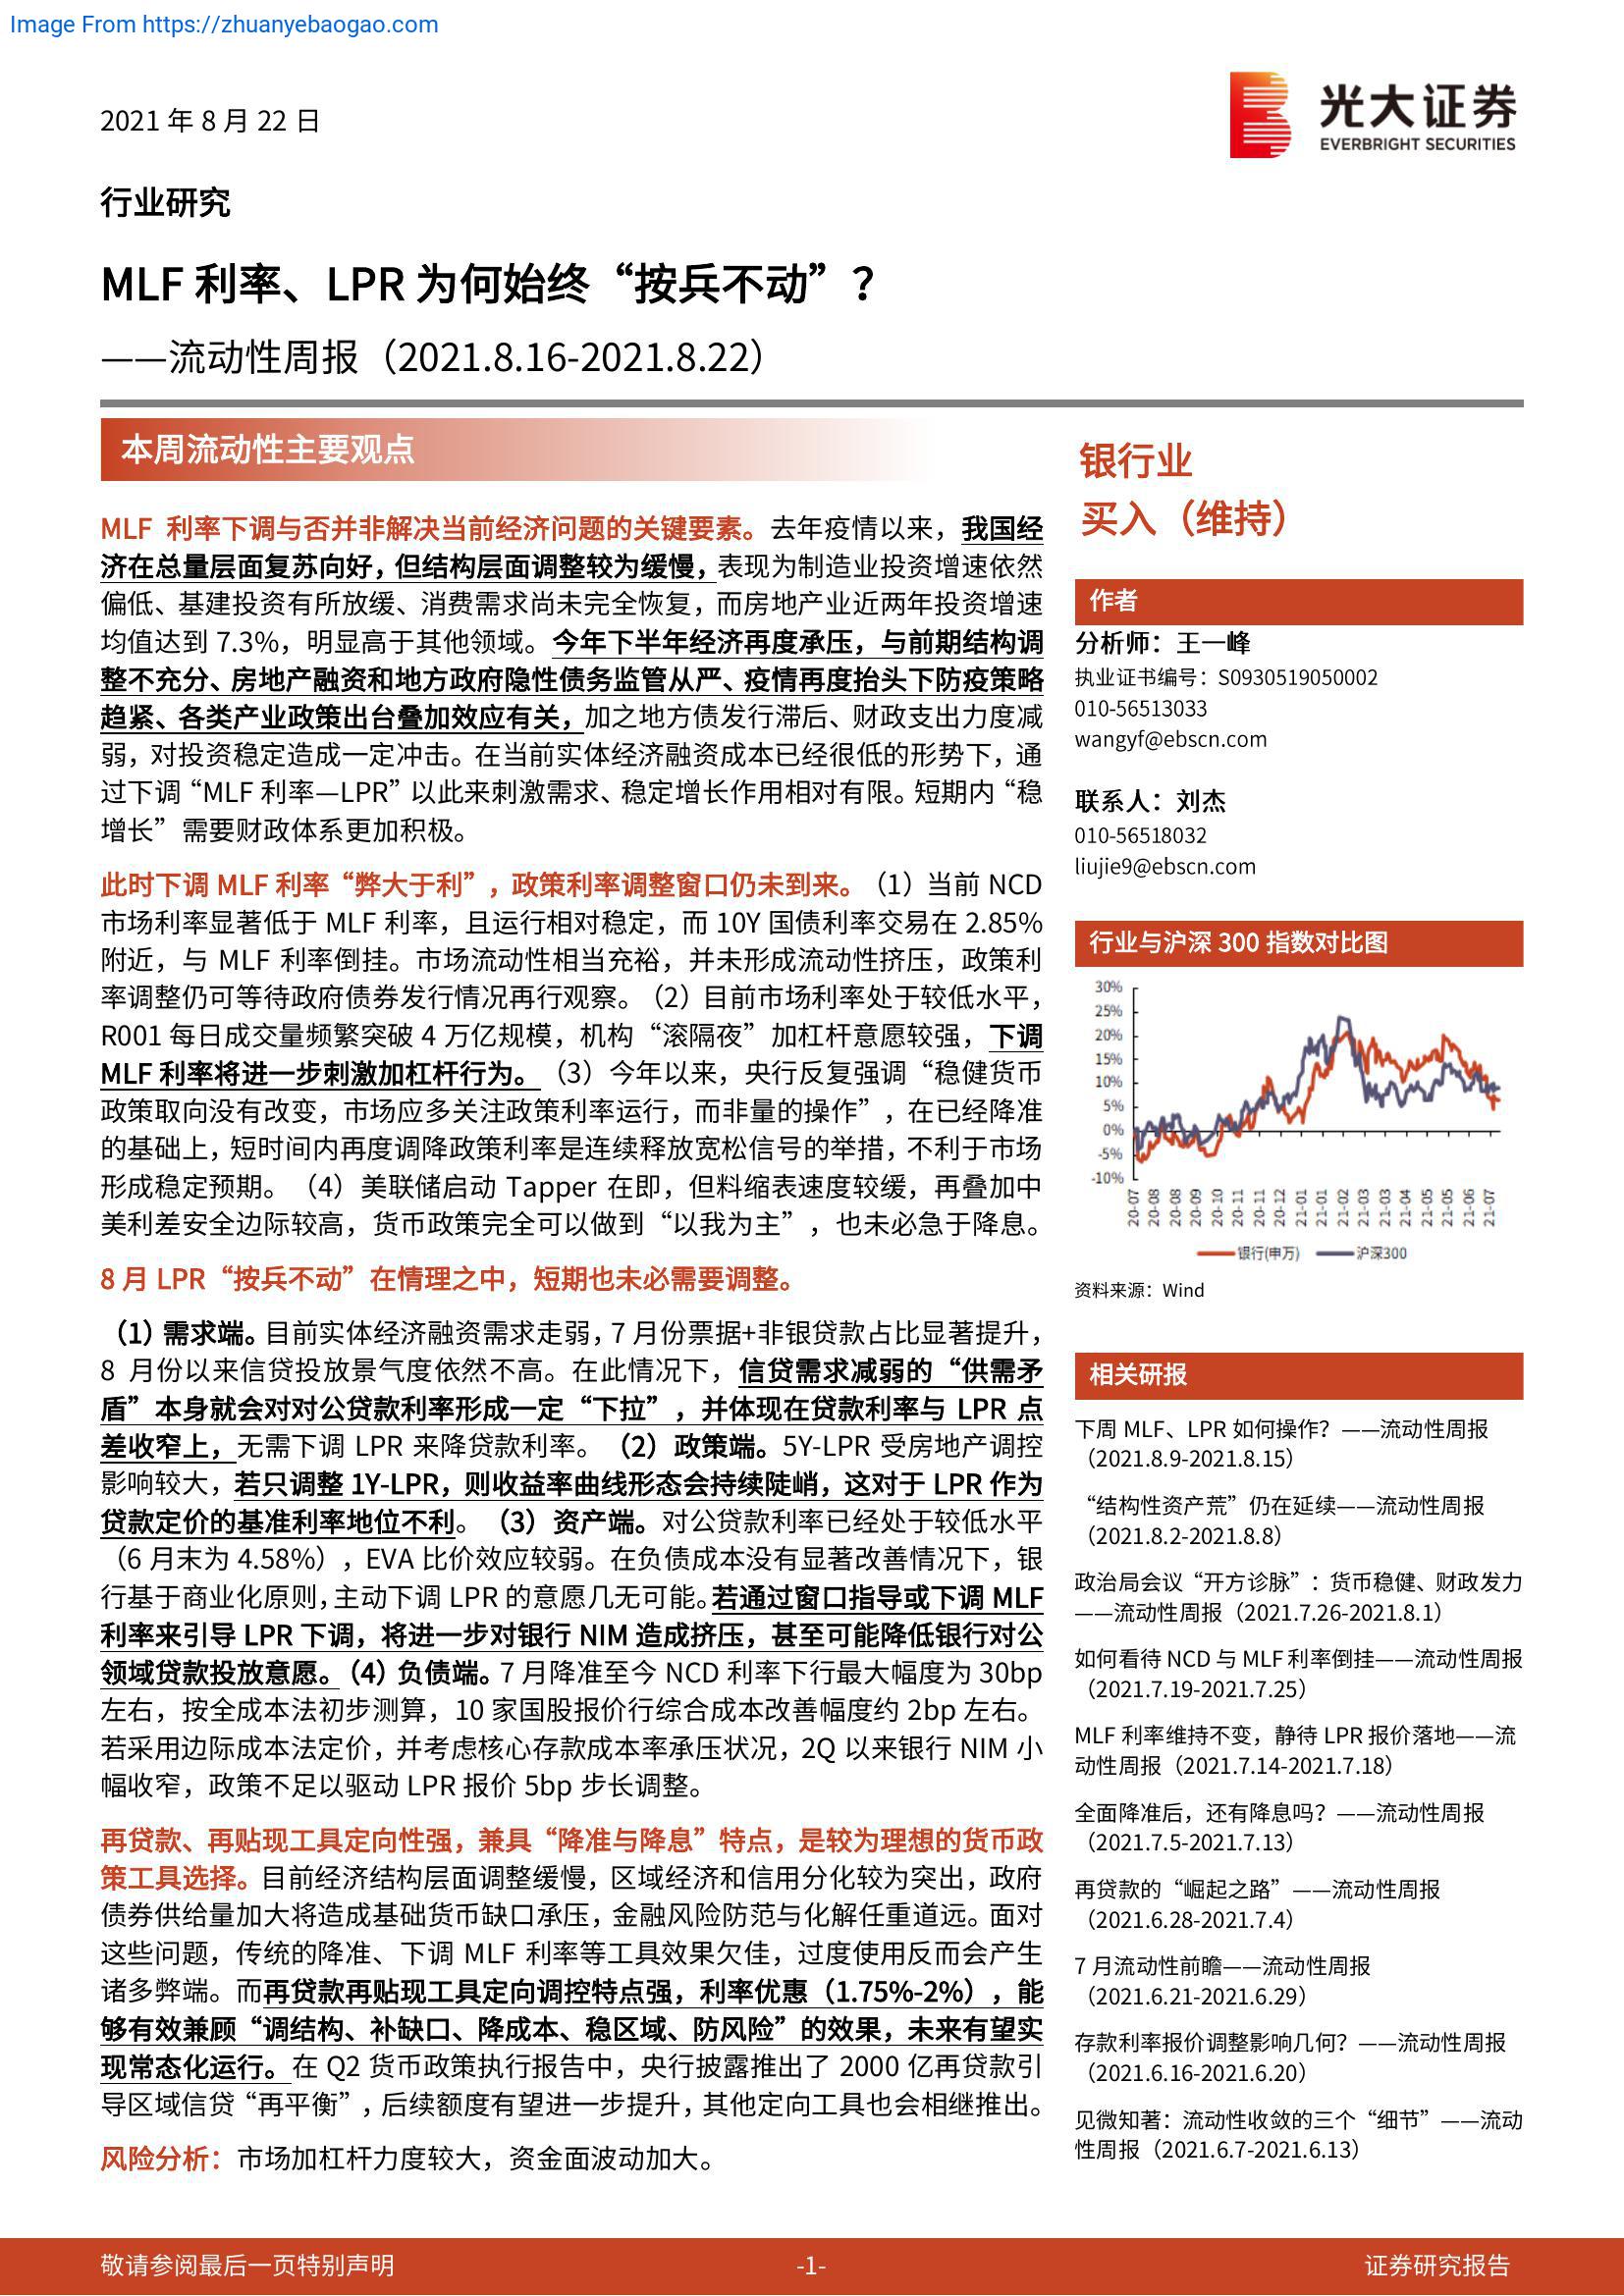 Image From https://zhuanyebaogao.com
2021 年 8 月 22 日
光大证券
EVERBRIGHT SECURITIES
行业研究
MLF 利率、LPR 为何始终“按兵不动”？
——流动性周报（2021.8.16-2021.8.22）
本周流动性主要观点
MLF 利率下调与否并非解决当前经济问题的关键要素。去年疫情以来，我国经
济在总量层面复苏向好，但结构层面调整较为缓慢，表现为制造业投资增速依然
偏低、基建投资有所放缓、消费需求尚未完全恢复，而房地产业近两年投资增速
均值达到 7.3%，明显高于其他领域。今年下半年经济再度承压，与前期结构调
整不充分、房地产融资和地方政府隐性债务监管从严、疫情再度抬头下防疫策略
趋紧、各类产业政策出台叠加效应有关，加之地方债发行滞后、财政支出力度减
弱，对投资稳定造成一定冲击。在当前实体经济融资成本已经很低的形势下，通
过下调“MLF 利率—LPR”以此来刺激需求、稳定增长作用相对有限。短期内“稳
增长”需要财政体系更加积极。
此时下调 MLF 利率“弊大于利”，政策利率调整窗口仍未到来。（1）当前 NCD
市场利率显著低于 MLF 利率，且运行相对稳定，而 10Y 国债利率交易在 2.85%
附近，与 MLF 利率倒挂。市场流动性相当充裕，并未形成流动性挤压，政策利
率调整仍可等待政府债券发行情况再行观察。（2）目前市场利率处于较低水平，
R001 每日成交量频繁突破 4 万亿规模，机构“滚隔夜”加杠杆意愿较强，下调
MLF 利率将进一步刺激加杠杆行为。（3）今年以来，央行反复强调“稳健货币
政策取向没有改变，市场应多关注政策利率运行，而非量的操作”，在已经降准
的基础上，短时间内再度调降政策利率是连续释放宽松信号的举措，不利于市场
形成稳定预期。（4）美联储启动 Tapper 在即，但料缩表速度较缓，再叠加中
美利差安全边际较高，货币政策完全可以做到“以我为主”，也未必急于降息。
8 月 LPR“按兵不动”在情理之中，短期也未必需要调整。
（1）需求端。目前实体经济融资需求走弱，7 月份票据+非银贷款占比显著提升，
8 月份以来信贷投放景气度依然不高。在此情况下，信贷需求减弱的“供需矛
盾”本身就会对对公贷款利率形成一定“下拉”，并体现在贷款利率与 LPR 点
差收窄上，无需下调 LPR 来降贷款利率。（2）政策端。5Y-LPR 受房地产调控
影响较大，若只调整 1Y-LPR，则收益率曲线形态会持续陡峭，这对于 LPR 作为
贷款定价的基准利率地位不利。（3）资产端。对公贷款利率已经处于较低水平
（6 月末为 4.58%），EVA 比价效应较弱。在负债成本没有显著改善情况下，银
行基于商业化原则，主动下调 LPR 的意愿几无可能。若通过窗口指导或下调 MLF
利率来引导 LPR 下调，将进一步对银行 NIM 造成挤压，甚至可能降低银行对公
领域贷款投放意愿。（4）负债端。7 月降准至今 NCD 利率下行最大幅度为 30bp
左右，按全成本法初步测算，10 家国股报价行综合成本改善幅度约 2bp 左右。
若采用边际成本法定价，并考虑核心存款成本率承压状况，2Q 以来银行 NIM 小
幅收窄，政策不足以驱动 LPR 报价 5bp 步长调整。
再贷款、再贴现工具定向性强，兼具“降准与降息”特点，是较为理想的货币政
策工具选择。目前经济结构层面调整缓慢，区域经济和信用分化较为突出，政府
债券供给量加大将造成基础货币缺口承压，金融风险防范与化解任重道远。面对
这些问题，传统的降准、下调 MLF 利率等工具效果欠佳，过度使用反而会产生
诸多弊端。而再贷款再贴现工具定向调控特点强，利率优惠（1.75%-2%），能
够有效兼顾“调结构、补缺口、降成本、稳区域、防风险”的效果，未来有望实
现常态化运行。在 Q2 货币政策执行报告中，央行披露推出了 2000 亿再贷款引
导区域信贷“再平衡”，后续额度有望进一步提升，其他定向工具也会相继推出。
风险分析：市场加杠杆力度较大，资金面波动加大。
银行业
买入（维持）
作者
分析师：王一峰
执业证书编号：S0930519050002
010-56513033
wangyf@ebscn.com
联系人：刘杰
010-56518032
liujie9@ebscn.com
行业与沪深 300 指数对比图
30%
25%
20%
15%
10%
5%
0%
-5%
-10%
20-07
20-08
20-08
20-09
20-10
20-11
20-11
20-12
21-01
21-01
21-02
21-03
21-03
21-04
21-05
21-05
21-06
21-07
银行(申万)
沪深300
资料来源：Wind
相关研报
下周 MLF、LPR 如何操作？——流动性周报
（2021.8.9-2021.8.15）
“结构性资产荒”仍在延续——流动性周报
（2021.8.2-2021.8.8）
政治局会议“开方诊脉”：货币稳健、财政发力
——流动性周报（2021.7.26-2021.8.1）
如何看待 NCD 与 MLF 利率倒挂——流动性周报
（2021.7.19-2021.7.25）
MLF 利率维持不变，静待 LPR 报价落地——流
动性周报（2021.7.14-2021.7.18）
全面降准后，还有降息吗？——流动性周报
（2021.7.5-2021.7.13）
再贷款的“崛起之路”——流动性周报
（2021.6.28-2021.7.4）
7 月流动性前瞻——流动性周报
（2021.6.21-2021.6.29）
存款利率报价调整影响几何？——流动性周报
（2021.6.16-2021.6.20）
见微知著：流动性收敛的三个“细节”——流动
性周报（2021.6.7-2021.6.13）
敬请参阅最后一页特别声明
-1-
证券研究报告